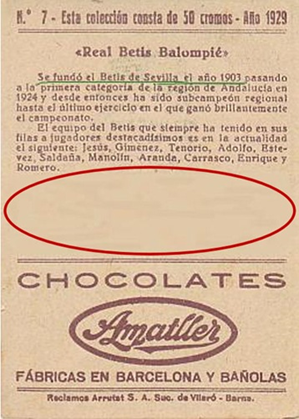 N.º 7 - Esta colección consta de 50 cromos - Año 1929
«Real Betis Balompié»
Se fundó el Betis de Sevilla el año 1903 pasando
a la primera categoría de la región de Andalucía
en 1924 y desde entonces ha sido subcampeón regional
hasta el último ejercicio en el que ganó brillantemente
el campeonato.
El equipo del Betis que siempre ha tenido en sus
filas a jugadores destacadísimos es en la actualidad
el siguiente: Jesús, Giménez, Tenorio, Adolfo, Este-
vez, Saldaña, Manolín, Aranda, Carrasco, Enrique y
Romero.
CHOCOLATES
Amatller
FÁBRICAS EN BARCELONA Y BAÑOLAS
Reclamos Arrutat S. A. Suc. de Vilaró - Barna.